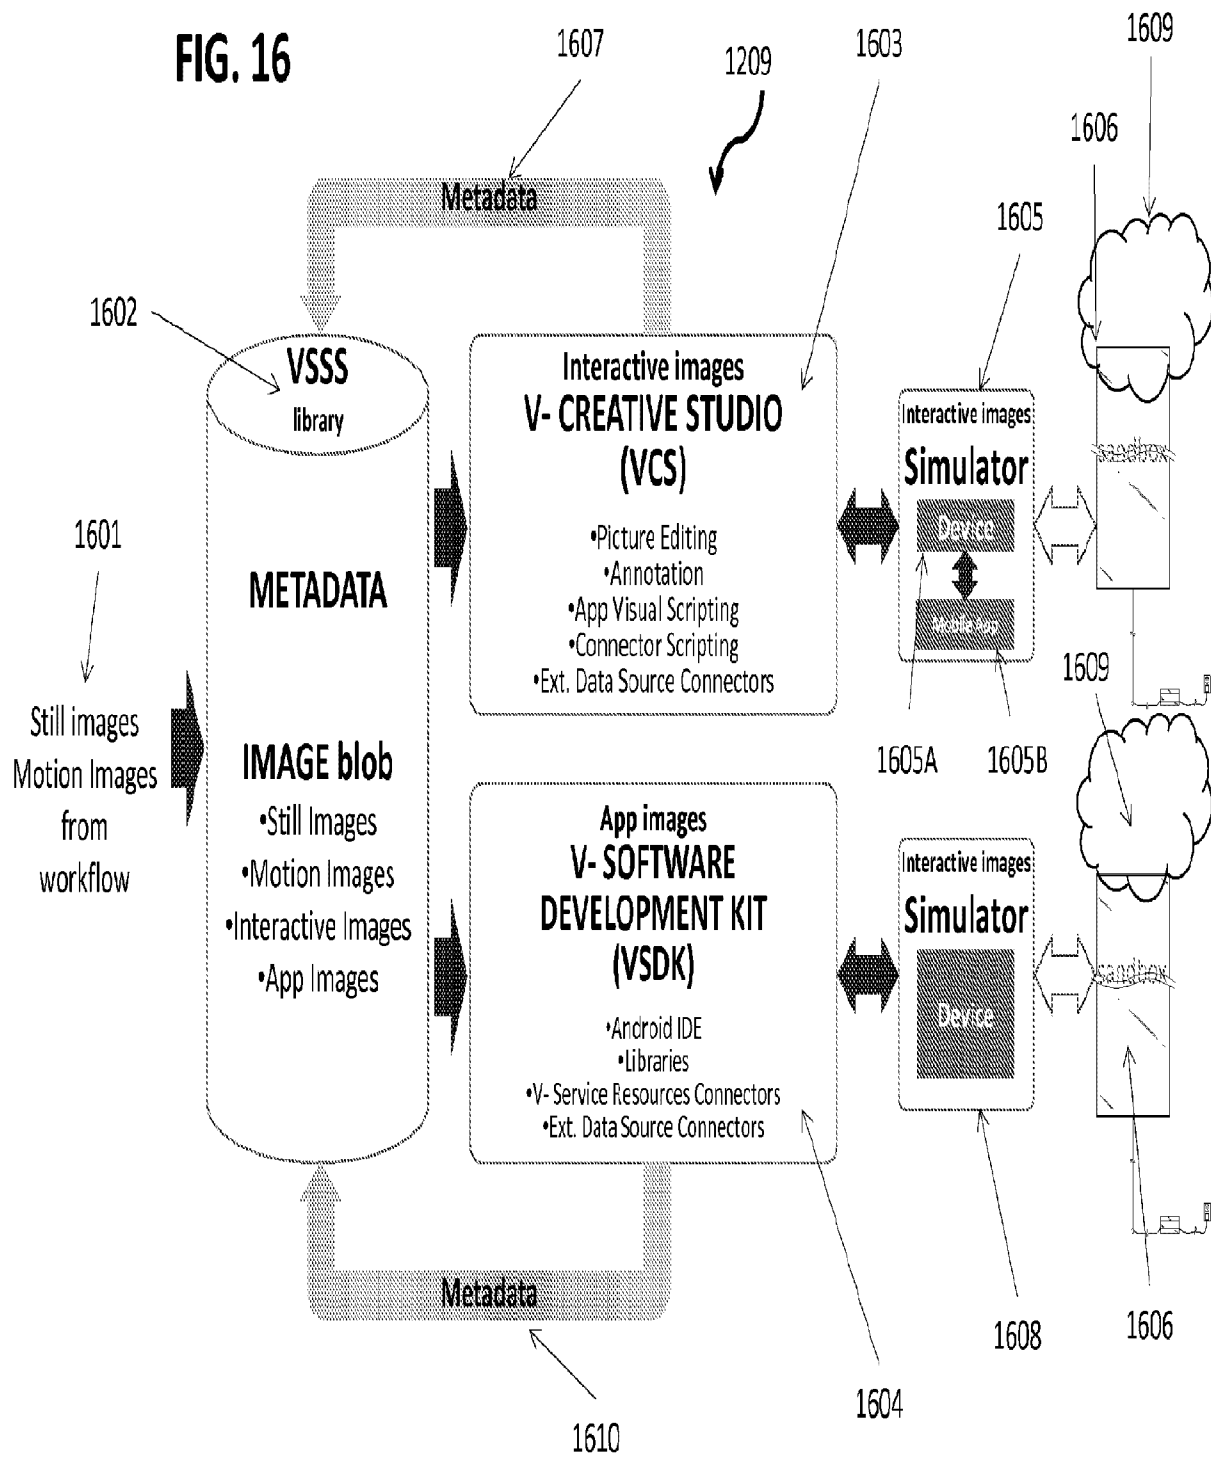 FIG. 16
1607
1209
1603
1609
1606
1605
1602
Metadata
VSSS
library
METADATA
IMAGE blob
•Still Images
•Motion Images
•Interactive Images
•App Images
1601
Still images
Motion Images
from
workflow
Interactive images
V- CREATIVE STUDIO
(VCS)
•Picture Editing
•Annotation
•App Visual Scripting
•Connector Scripting
•Ext. Data Source Connectors
Interactive images
Simulator
Device
Mobile App
sandbox
1605A
1605B
1609
App images
V- SOFTWARE
DEVELOPMENT KIT
(VSDK)
•Android IDE
•Libraries
•V- Service Resources Connectors
•Ext. Data Source Connectors
Interactive images
Simulator
Device
sandbox
Metadata
1610
1604
1608
1606